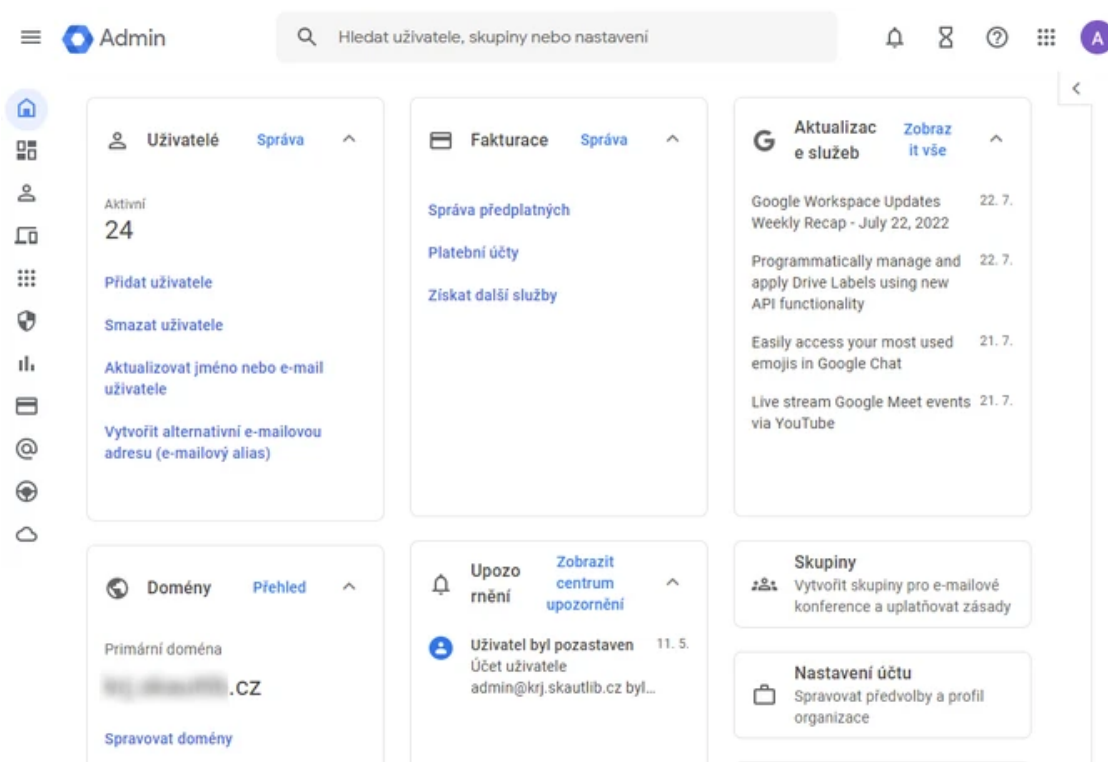 Admin
Hledat uživatele, skupiny nebo nastavení
A
Uživatelé
Správa
Aktivní
24
Přidat uživatele
Smazat uživatele
Aktualizovat jméno nebo e-mail
uživatele
Vytvořit alternativní e-mailovou
adresu (e-mailový alias)
Fakturace
Správa
Správa předplatných
Platební účty
Získat další služby
Aktualizac
e služeb
Zobraz
it vše
Google Workspace Updates 22. 7.
Weekly Recap - July 22, 2022
Programmatically manage and 22. 7.
apply Drive Labels using new
API functionality
Easily access your most used 21. 7.
emojis in Google Chat
Live stream Google Meet events 21. 7.
via YouTube
Domény
Přehled
Primární doména
.cz
Spravovat domény
Upozo
rnění
Zobrazit
centrum
upozornění
Uživatel byl pozastaven 11. 5.
Účet uživatele
admin@krj.skautlib.cz byl...
Skupiny
Vytvořit skupiny pro e-mailové
konference a uplatňovat zásady
Nastavení účtu
Spravovat předvolby a profil
organizace